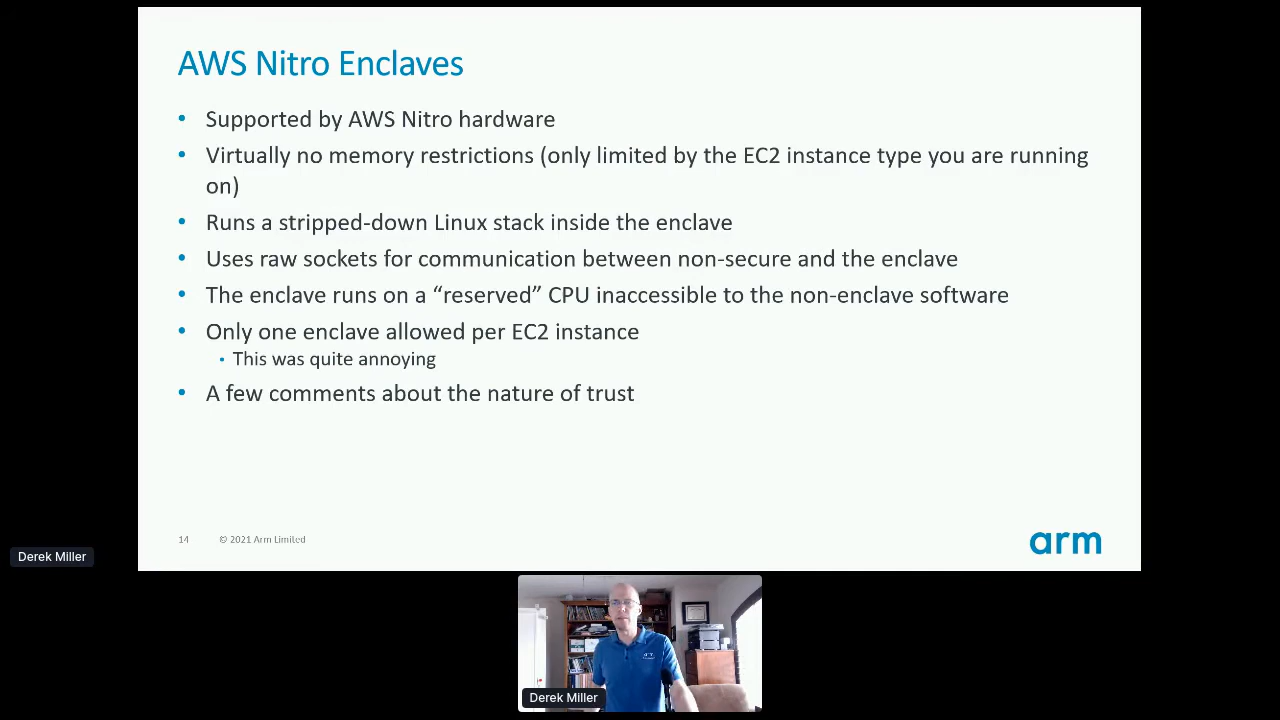 AWS Nitro Enclaves
• Supported by AWS Nitro hardware
• Virtually no memory restrictions (only limited by the EC2 instance type you are running
on)
• Runs a stripped-down Linux stack inside the enclave
• Uses raw sockets for communication between non-secure and the enclave
• The enclave runs on a “reserved” CPU inaccessible to the non-enclave software
• Only one enclave allowed per EC2 instance
• This was quite annoying
• A few comments about the nature of trust
14 © 2021 Arm Limited
arm
Derek Miller
Derek Miller